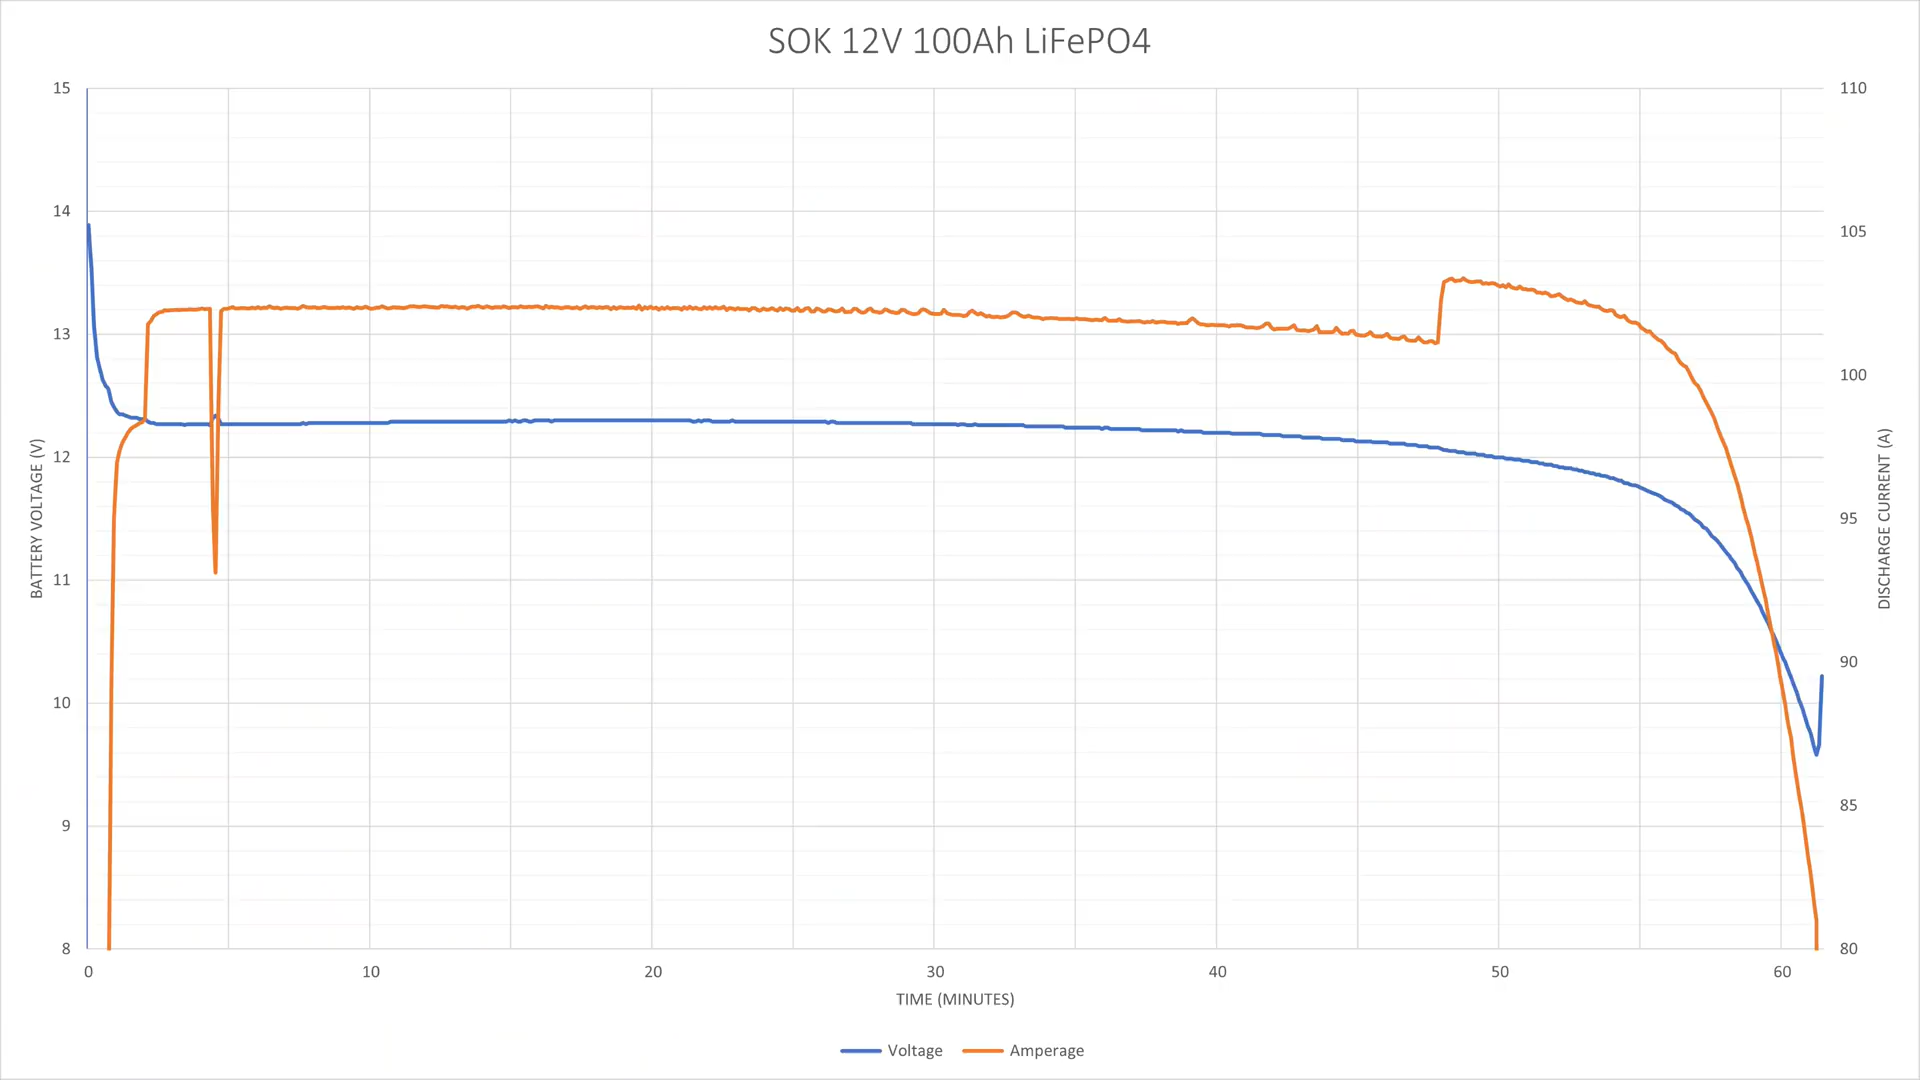 SOK 12V 100Ah LiFePO4
15
14
13
12
11
10
9
8
BATTERY VOLTAGE (V)
110
105
100
95
90
85
80
DISCHARGE CURRENT (A)
0 10 20 30 40 50 60
TIME (MINUTES)
Voltage Amperage